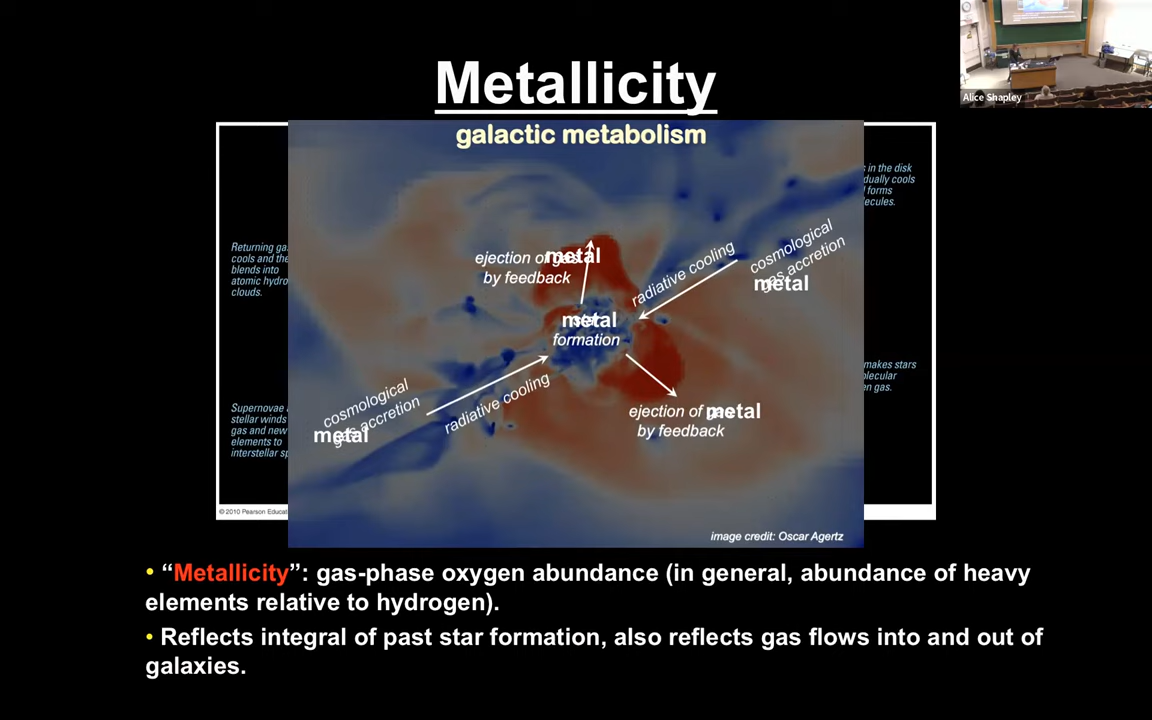 Alice Shapley
Metallicity
galactic metabolism
s in the disk
dually cools
forms
ecules.
Returning ga
cools and the
blends into
atomic hydro
clouds.
ejection of
metal
by feedback
radiative cooling
cosmological
gas accretion
metal
metal
formation
makes stars
lecular
n gas.
cosmological
gas accretion
metal
radiative cooling
ejection of
metal
by feedback
Supernovae
stellar winds
gas and new
elements to
interstellar sp
© 2010 Pearson Educat
image credit: Oscar Agertz
• “Metallicity”: gas-phase oxygen abundance (in general, abundance of heavy
elements relative to hydrogen).
• Reflects integral of past star formation, also reflects gas flows into and out of
galaxies.